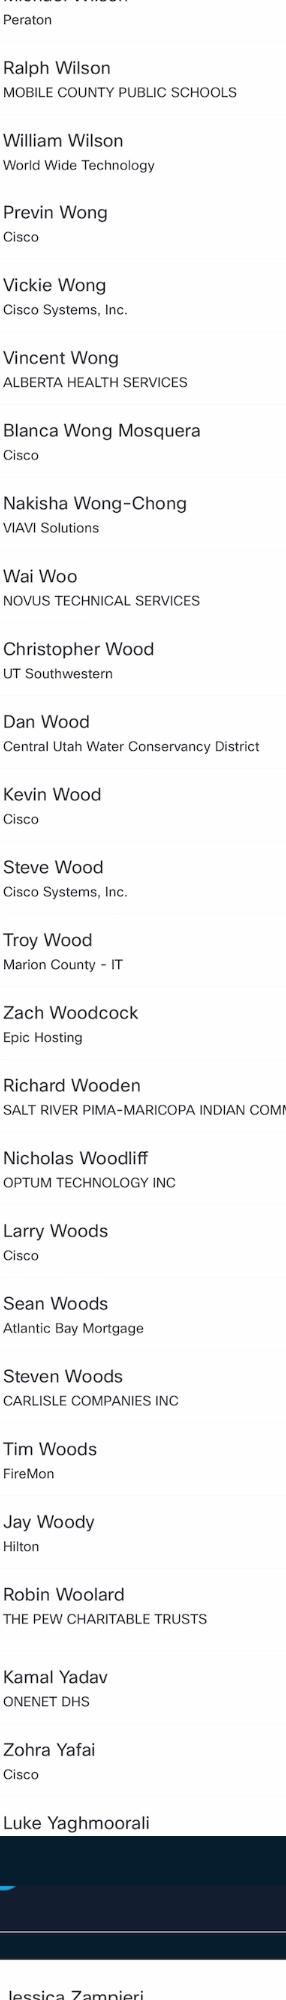 Michael Wilson
Peraton
Ralph Wilson
MOBILE COUNTY PUBLIC SCHOOLS
William Wilson
World Wide Technology
Previn Wong
Cisco
Vickie Wong
Cisco Systems, Inc.
Vincent Wong
ALBERTA HEALTH SERVICES
Blanca Wong Mosquera
Cisco
Nakisha Wong-Chong
VIAVI Solutions
Wai Woo
NOVUS TECHNICAL SERVICES
Christopher Wood
UT Southwestern
Dan Wood
Central Utah Water Conservancy District
Kevin Wood
Cisco
Steve Wood
Cisco Systems, Inc.
Troy Wood
Marion County - IT
Zach Woodcock
Epic Hosting
Richard Wooden
SALT RIVER PIMA-MARICOPA INDIAN COMM
Nicholas Woodliff
OPTUM TECHNOLOGY INC
Larry Woods
Cisco
Sean Woods
Atlantic Bay Mortgage
Steven Woods
CARLISLE COMPANIES INC
Tim Woods
FireMon
Jay Woody
Hilton
Robin Woolard
THE PEW CHARITABLE TRUSTS
Kamal Yadav
ONENET DHS
Zohra Yafai
Cisco
Luke Yaghmoorali
Jessica Zampieri